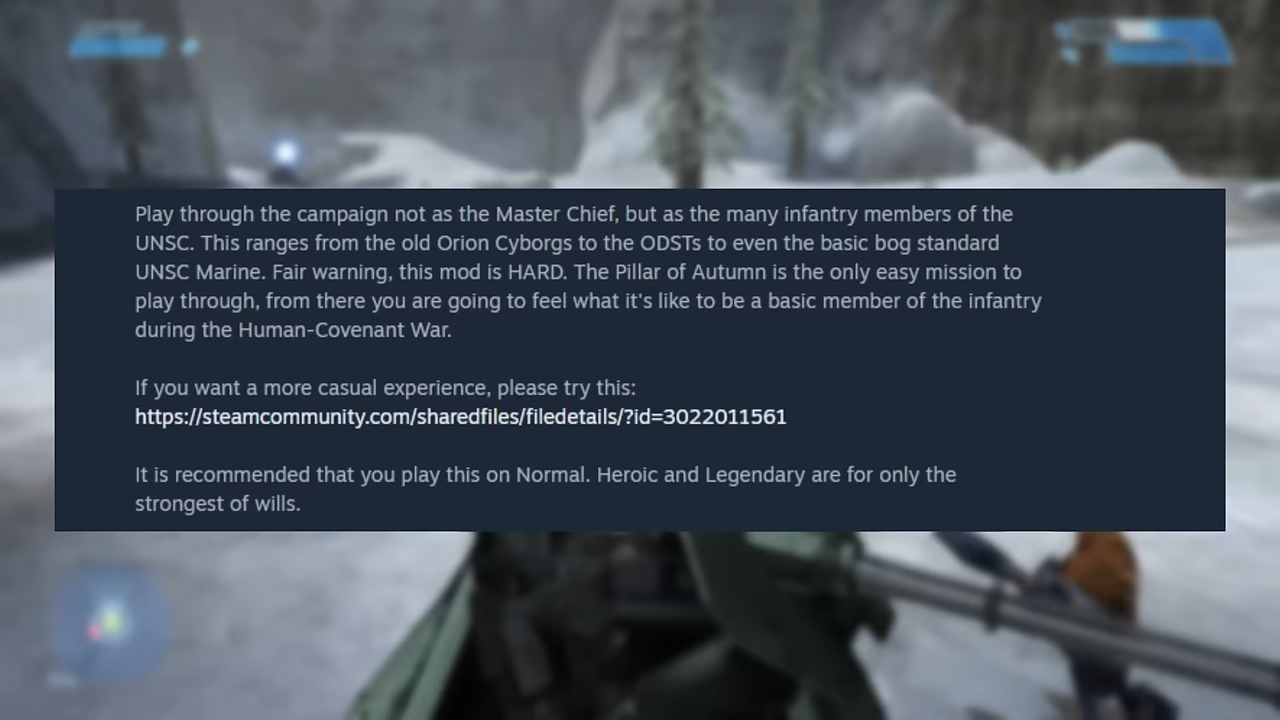 Play through the campaign not as the Master Chief, but as the many infantry members of the
UNSC. This ranges from the old Orion Cyborgs to the ODSTs to even the basic bog standard
UNSC Marine. Fair warning, this mod is HARD. The Pillar of Autumn is the only easy mission to
play through, from there you are going to feel what it's like to be a basic member of the infantry
during the Human-Covenant War.
If you want a more casual experience, please try this:
https://steamcommunity.com/sharedfiles/filedetails/?id=3022011561
It is recommended that you play this on Normal. Heroic and Legendary are for only the
strongest of wills.